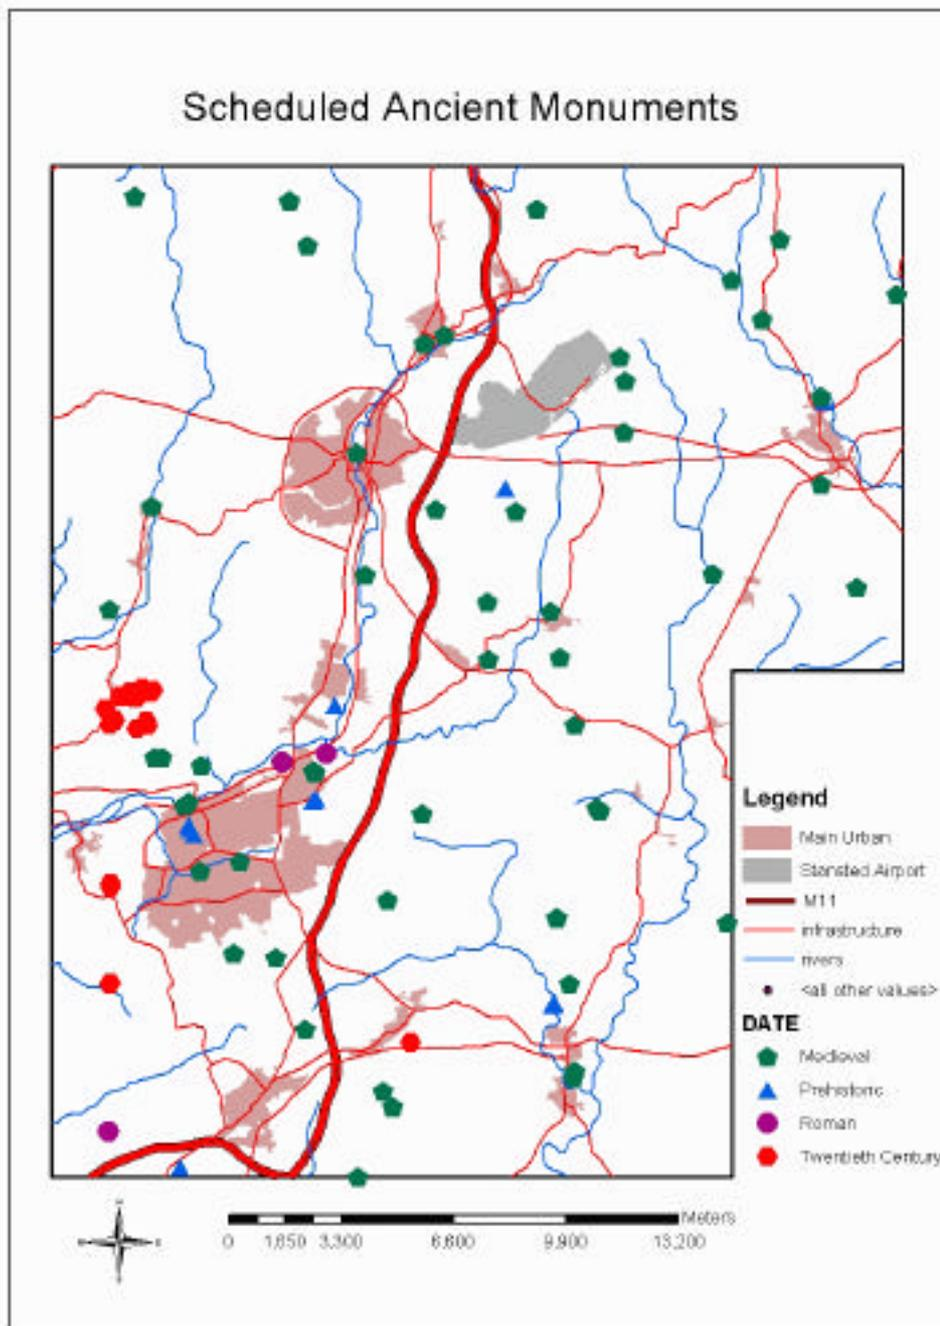 Scheduled Ancient Monuments
Legend
Main Urban
Stansted Airport
M11
infrastructure
rivers
<all other values>
DATE
Medieval
Prehistoric
Roman
Twentieth Century
Meters
0 1,650 3,300 6,600 9,900 13,200